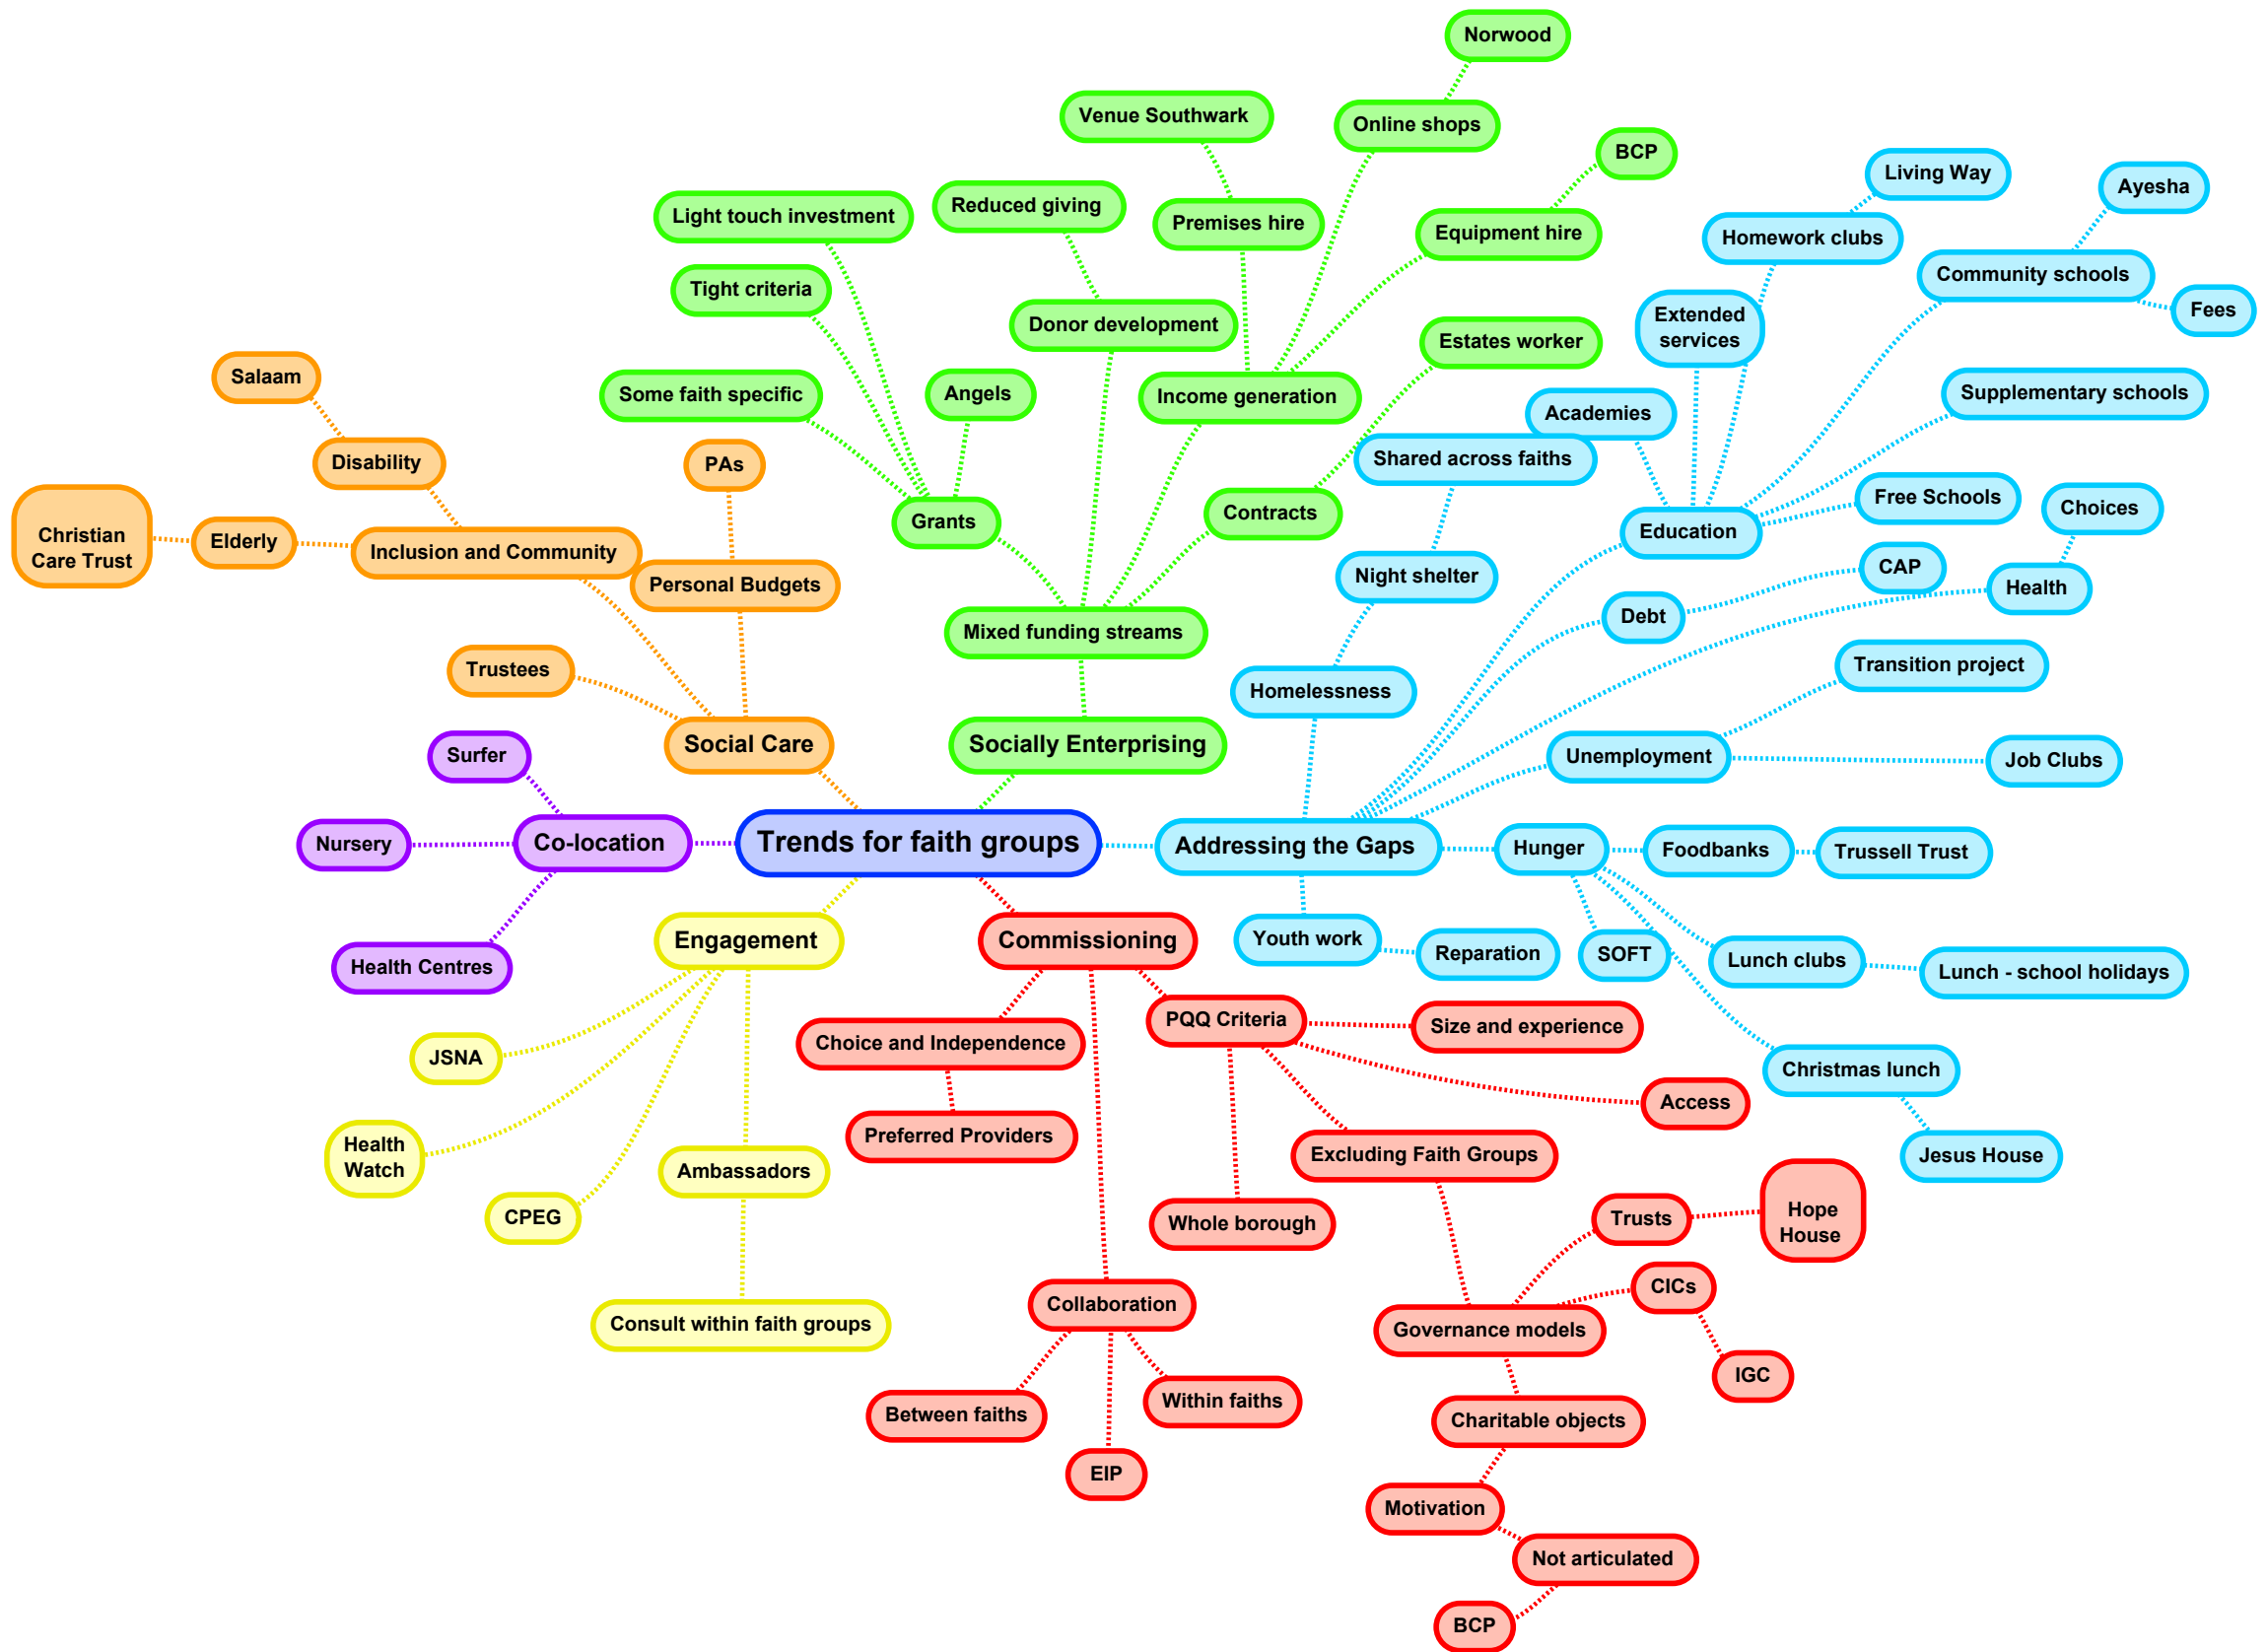 Norwood
Venue Southwark
Online shops
BCP
Living Way
Ayesha
Light touch investment
Reduced giving
Premises hire
Equipment hire
Homework clubs
Community schools
Tight criteria
Donor development
Extended
services
Fees
Estates worker
Salaam
Some faith specific
Angels
Income generation
Academies
Supplementary schools
Disability
PAs
Shared across faiths
Christian
Care Trust
Elderly
Inclusion and Community
Grants
Contracts
Education
Free Schools
Choices
Personal Budgets
Night shelter
CAP
Health
Debt
Mixed funding streams
Trustees
Homelessness
Transition project
Social Care
Socially Enterprising
Surfer
Unemployment
Job Clubs
Nursery
Co-location
Trends for faith groups
Addressing the Gaps
Hunger
Foodbanks
Trussell Trust
Health Centres
Engagement
Commissioning
Youth work
Reparation
SOFT
Lunch clubs
Lunch - school holidays
JSNA
Choice and Independence
PQQ Criteria
Size and experience
Christmas lunch
Access
Health
Watch
Preferred Providers
Excluding Faith Groups
Jesus House
Ambassadors
CPEG
Whole borough
Trusts
Hope
House
Consult within faith groups
Collaboration
CICs
Governance models
IGC
Between faiths
Within faiths
Charitable objects
EIP
Motivation
Not articulated
BCP